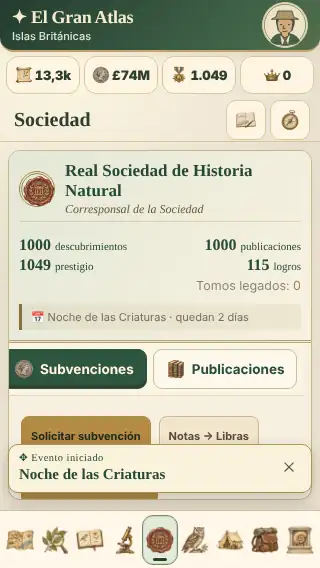 ✦ El Gran Atlas
Islas Británicas
13,3k
£74M
1.049
0
Sociedad
Real Sociedad de Historia
Natural
Corresponsal de la Sociedad
1000 descubrimientos
1000 publicaciones
1049 prestigio
115 logros
Tomos legados: 0
Noche de las Criaturas · quedan 2 días
Subvenciones
Publicaciones
Solicitar subvención
Notas → Libras
✥ Evento iniciado
Noche de las Criaturas